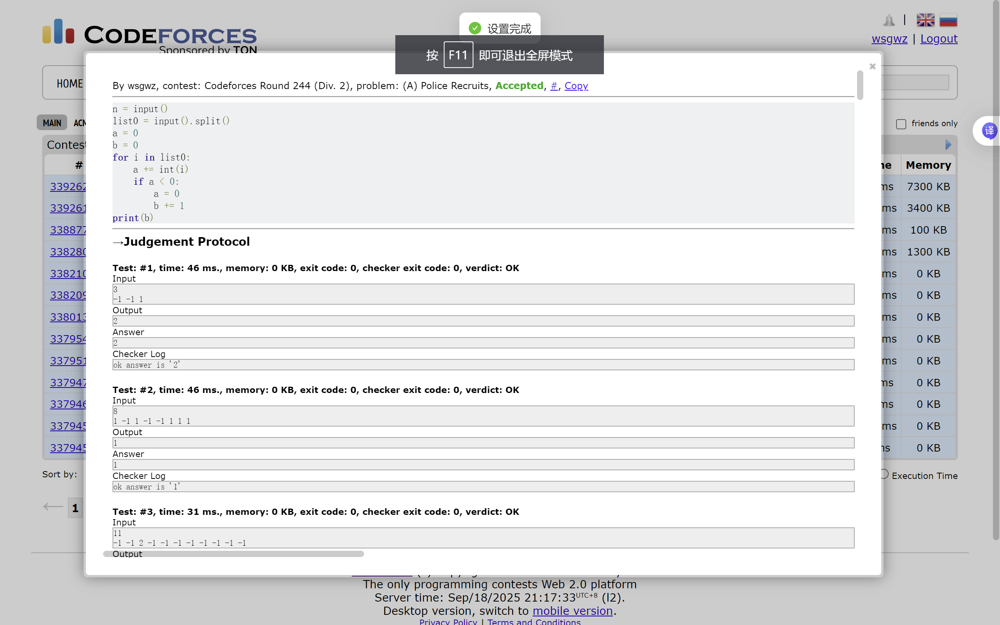 设置完成
按 F11 即可退出全屏模式
CODEFORCES
Sponsored by TON
wsgwz | Logout
HOME
By wsgwz, contest: Codeforces Round 244 (Div. 2), problem: (A) Police Recruits, Accepted, #, Copy
n = input()
list0 = input().split()
a = 0
b = 0
for i in list0:
    a += int(i)
    if a < 0:
        a = 0
        b += 1
print(b)
→Judgement Protocol
Test: #1, time: 46 ms., memory: 0 KB, exit code: 0, checker exit code: 0, verdict: OK
Input
3
-1 -1 1
Output
2
Answer
2
Checker Log
ok answer is '2'
Test: #2, time: 46 ms., memory: 0 KB, exit code: 0, checker exit code: 0, verdict: OK
Input
8
1 -1 1 -1 -1 1 1 1
Output
1
Answer
1
Checker Log
ok answer is '1'
Test: #3, time: 31 ms., memory: 0 KB, exit code: 0, checker exit code: 0, verdict: OK
Input
11
-1 -1 2 -1 -1 -1 -1 -1 -1 -1 -1
Output
MAIN ACM
friends only
译
Contest
# Memory
339262 ms 7300 KB
339261 ms 3400 KB
338877 ms 100 KB
338280 ms 1300 KB
338210 ms 0 KB
338209 ms 0 KB
338013 ms 0 KB
337954 ms 0 KB
337951 ms 0 KB
337947 ms 0 KB
337946 ms 0 KB
337945 ms 0 KB
337945 ms 0 KB
Sort by:
Execution Time
← 1
The only programming contests Web 2.0 platform
Server time: Sep/18/2025 21:17:33 UTC+8 (l2).
Desktop version, switch to mobile version.
Privacy Policy | Terms and Conditions